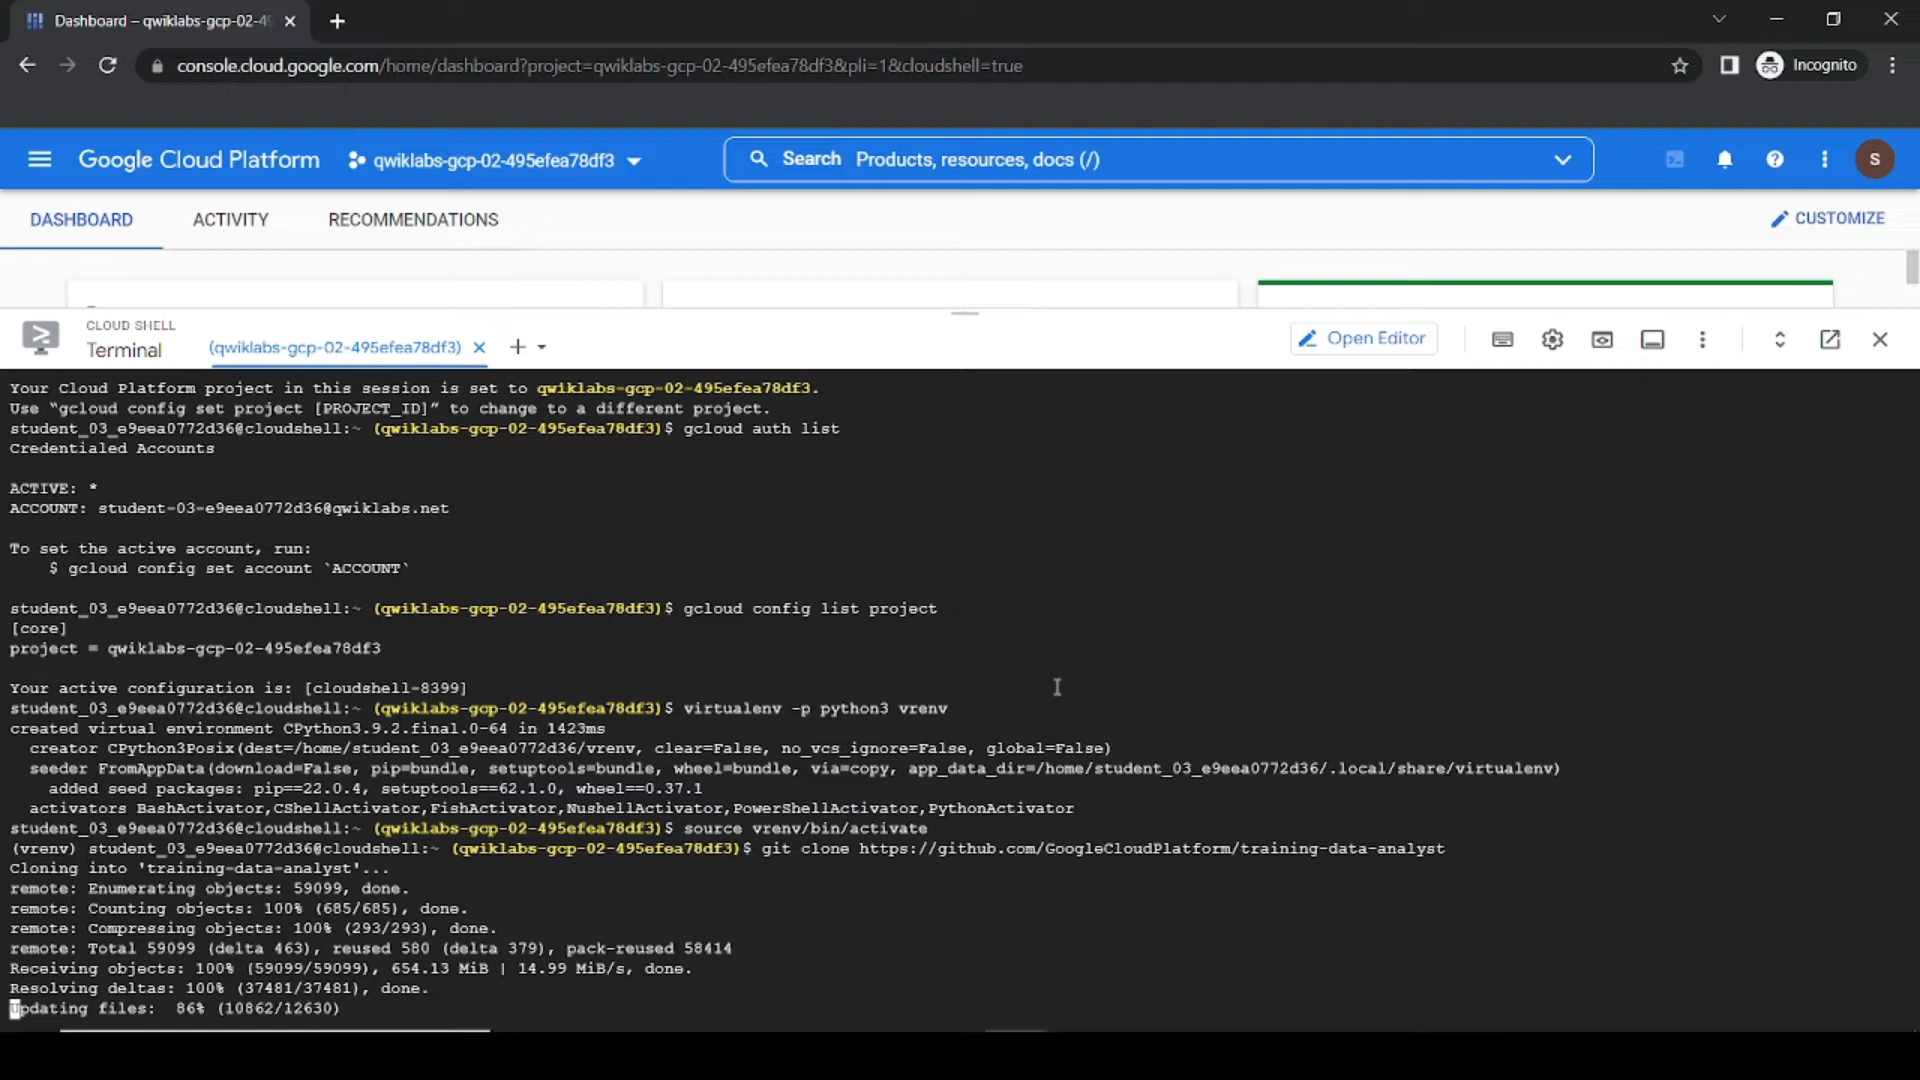 Dashboard – qwiklabs-gcp-02-49
console.cloud.google.com/home/dashboard?project=qwiklabs-gcp-02-495efea78df3&pli=1&cloudshell=true
Incognito
Google Cloud Platform
qwiklabs-gcp-02-495efea78df3
Search Products, resources, docs (/)
S
DASHBOARD
ACTIVITY
RECOMMENDATIONS
CUSTOMIZE
CLOUD SHELL
Terminal
(qwiklabs-gcp-02-495efea78df3)
Open Editor
Your Cloud Platform project in this session is set to qwiklabs-gcp-02-495efea78df3.
Use “gcloud config set project [PROJECT_ID]” to change to a different project.
student_03_e9eea0772d36@cloudshell:~ (qwiklabs-gcp-02-495efea78df3)$ gcloud auth list
Credentialed Accounts

ACTIVE: *
ACCOUNT: student-03-e9eea0772d36@qwiklabs.net

To set the active account, run:
    $ gcloud config set account `ACCOUNT`

student_03_e9eea0772d36@cloudshell:~ (qwiklabs-gcp-02-495efea78df3)$ gcloud config list project
[core]
project = qwiklabs-gcp-02-495efea78df3

Your active configuration is: [cloudshell-8399]
student_03_e9eea0772d36@cloudshell:~ (qwiklabs-gcp-02-495efea78df3)$ virtualenv -p python3 vrenv
created virtual environment CPython3.9.2.final.0-64 in 1423ms
  creator CPython3Posix(dest=/home/student_03_e9eea0772d36/vrenv, clear=False, no_vcs_ignore=False, global=False)
  seeder FromAppData(download=False, pip=bundle, setuptools=bundle, wheel=bundle, via=copy, app_data_dir=/home/student_03_e9eea0772d36/.local/share/virtualenv)
    added seed packages: pip==22.0.4, setuptools==62.1.0, wheel==0.37.1
  activators BashActivator,CShellActivator,FishActivator,NushellActivator,PowerShellActivator,PythonActivator
student_03_e9eea0772d36@cloudshell:~ (qwiklabs-gcp-02-495efea78df3)$ source vrenv/bin/activate
(vrenv) student_03_e9eea0772d36@cloudshell:~ (qwiklabs-gcp-02-495efea78df3)$ git clone https://github.com/GoogleCloudPlatform/training-data-analyst
Cloning into 'training-data-analyst'...
remote: Enumerating objects: 59099, done.
remote: Counting objects: 100% (685/685), done.
remote: Compressing objects: 100% (293/293), done.
remote: Total 59099 (delta 463), reused 580 (delta 379), pack-reused 58414
Receiving objects: 100% (59099/59099), 654.13 MiB | 14.99 MiB/s, done.
Resolving deltas: 100% (37481/37481), done.
Updating files:  86% (10862/12630)